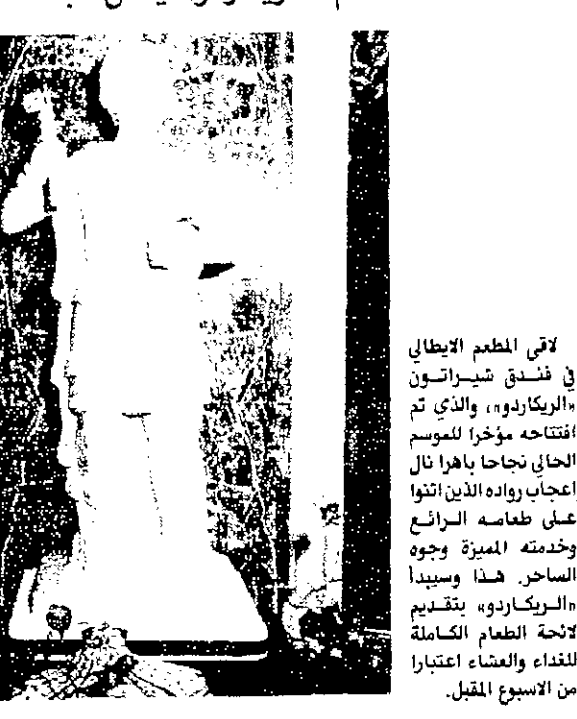 لاقى المطعم الايطالي
في فندق شيراتون
«الريكاردو»، والذي تم
افتتاحه مؤخرا للموسم
الحالي نجاحا باهرا نال
اعجاب رواده الذين اثنوا
على طعامه الرائع
وخدمته المميزة وجوه
الساحر. هذا وسيبدأ
«الريكاردو» بتقديم
لائحة الطعام الكاملة
للغداء والعشاء اعتبارا
من الاسبوع المقبل.